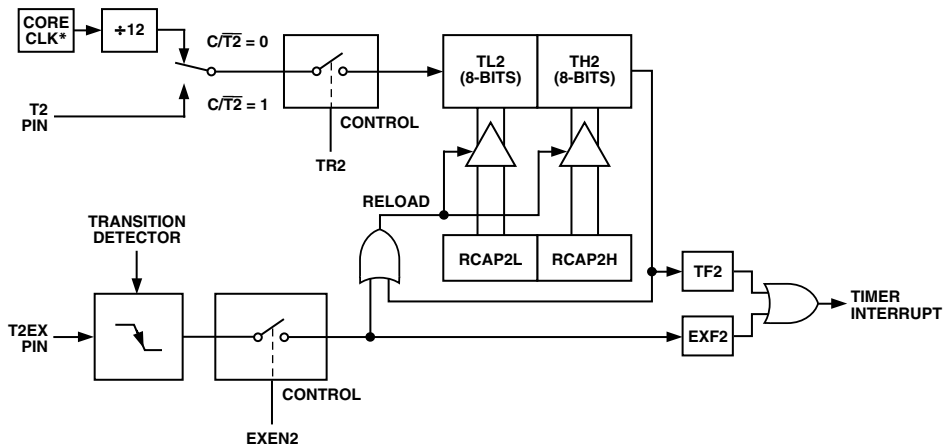 CORE
CLK*
÷12
C/T2̅ = 0
C/T2̅ = 1
T2
PIN
CONTROL
TR2
TL2
(8-BITS)
TH2
(8-BITS)
RELOAD
TRANSITION
DETECTOR
RCAP2L
RCAP2H
TF2
TIMER
INTERRUPT
T2EX
PIN
EXF2
CONTROL
EXEN2